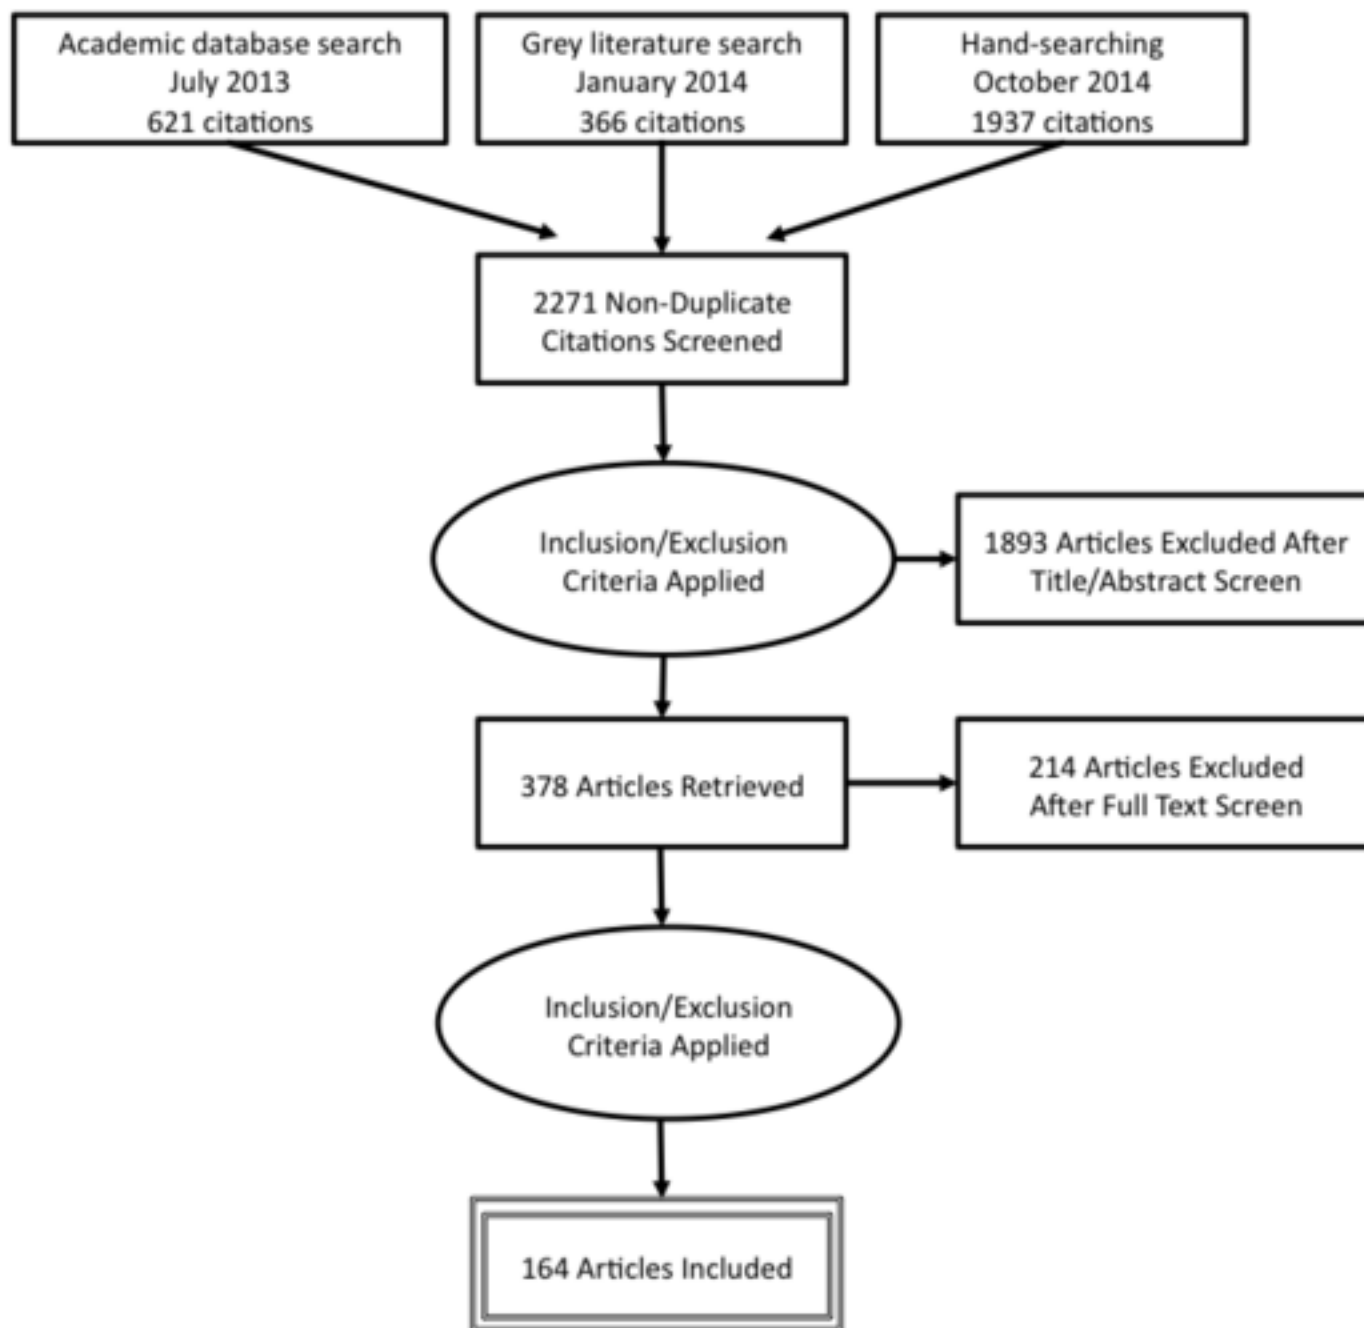 Academic database search
July 2013
621 citations
Grey literature search
January 2014
366 citations
Hand-searching
October 2014
1937 citations
2271 Non-Duplicate
Citations Screened
Inclusion/Exclusion
Criteria Applied
1893 Articles Excluded After
Title/Abstract Screen
378 Articles Retrieved
214 Articles Excluded
After Full Text Screen
Inclusion/Exclusion
Criteria Applied
164 Articles Included